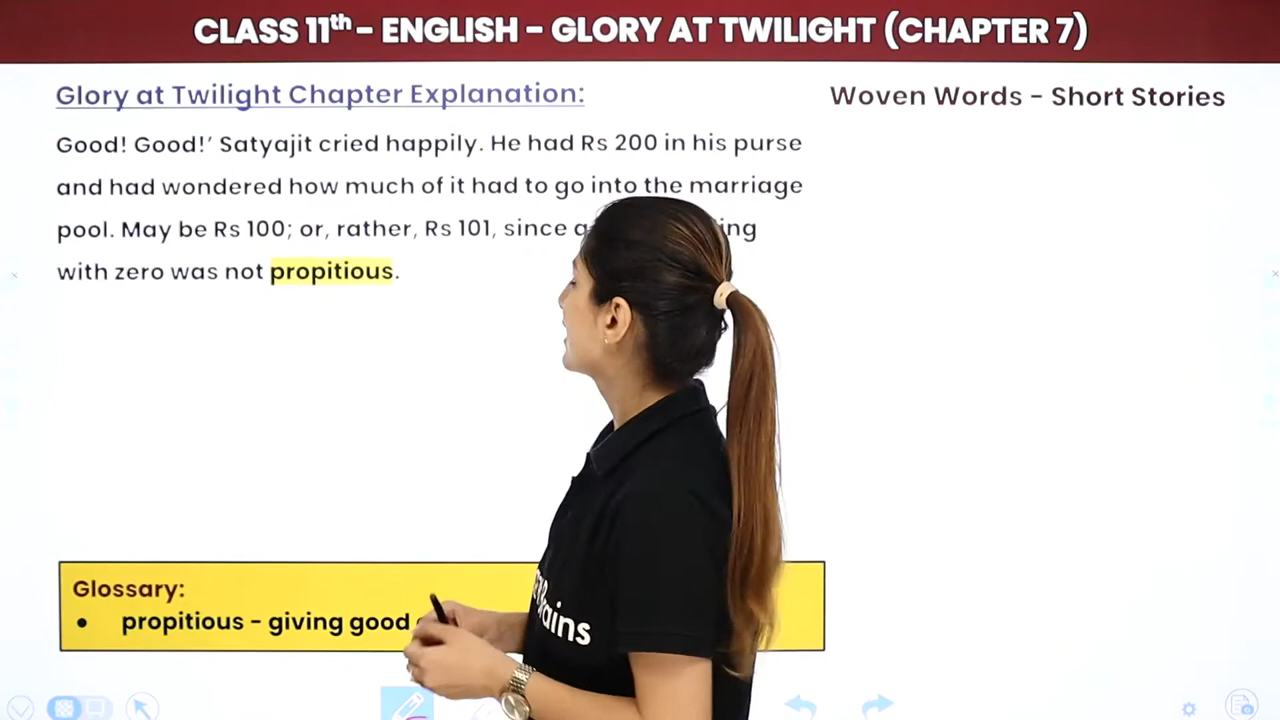 CLASS 11th - ENGLISH - GLORY AT TWILIGHT (CHAPTER 7)
Glory at Twilight Chapter Explanation:
Woven Words - Short Stories
Good! Good!’ Satyajit cried happily. He had Rs 200 in his purse
and had wondered how much of it had to go into the marriage
pool. May be Rs 100; or, rather, Rs 101, since
with zero was not propitious.
Glossary:
• propitious - giving good